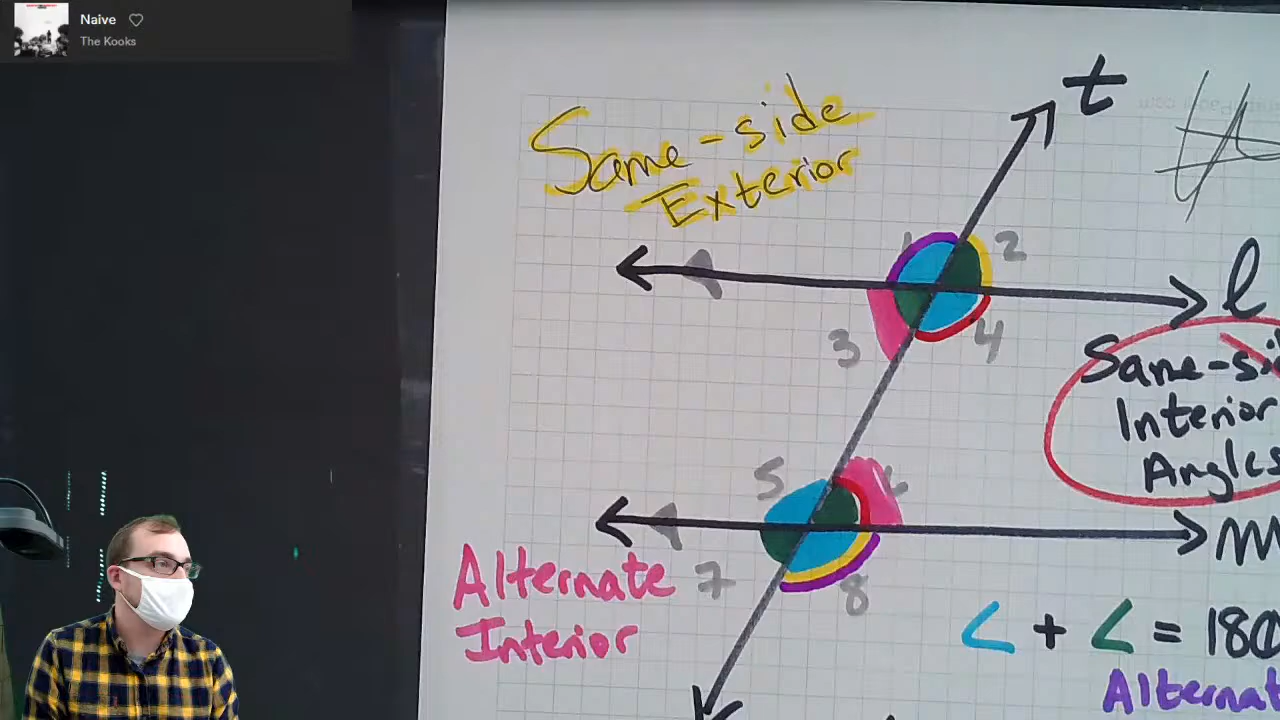 Naive
The Kooks
t
Same-side
Exterior
1
2
l
3
4
Same-si
Interior
Angles
5
m
Alternate
Interior
7
8
∠ + ∠ = 180
Alternat